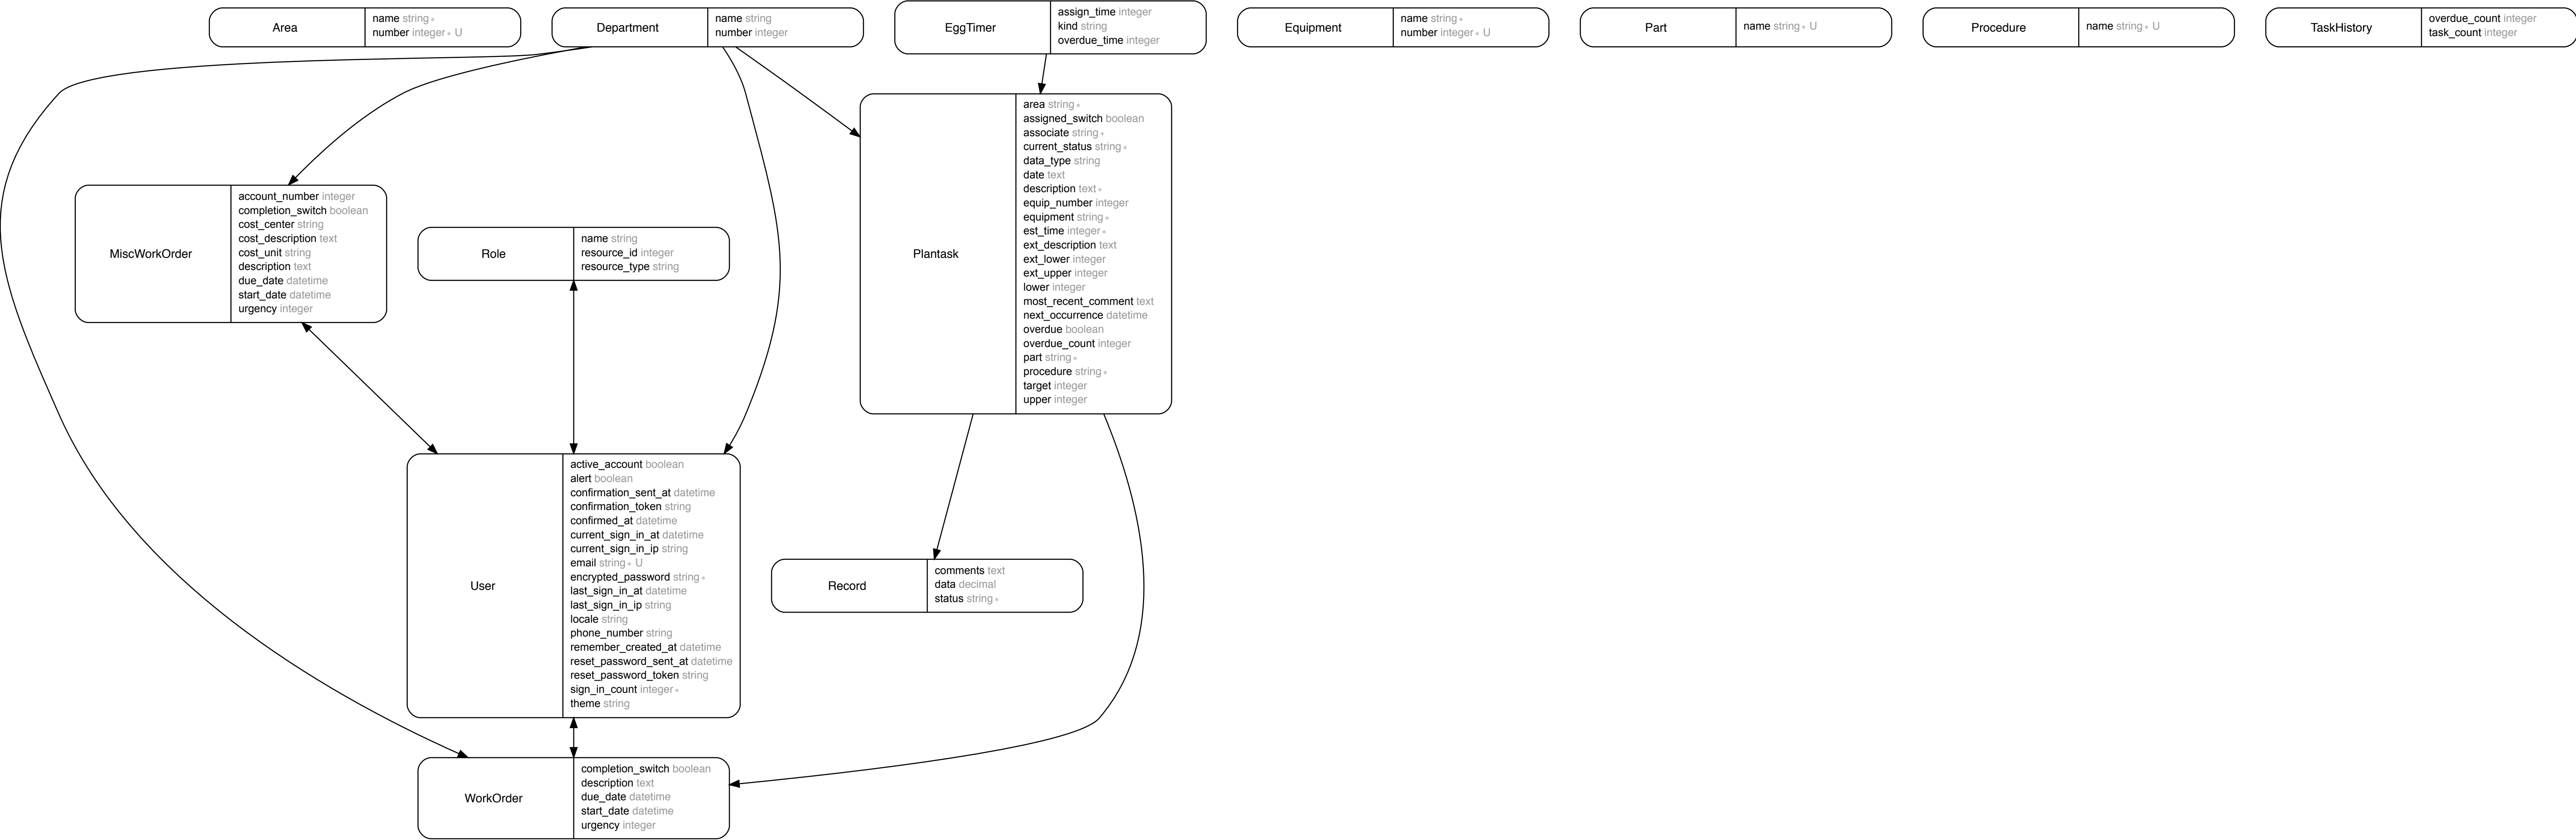 Area
name string *
number integer * U
Department
name string
number integer
EggTimer
assign_time integer
kind string
overdue_time integer
Equipment
name string *
number integer * U
Part
name string * U
Procedure
name string * U
TaskHistory
overdue_count integer
task_count integer
Plantask
area string *
assigned_switch boolean
associate string *
current_status string *
data_type string
date text
description text *
equip_number integer
equipment string *
est_time integer *
ext_description text
ext_lower integer
ext_upper integer
lower integer
most_recent_comment text
next_occurrence datetime
overdue boolean
overdue_count integer
part string *
procedure string *
target integer
upper integer
MiscWorkOrder
account_number integer
completion_switch boolean
cost_center string
cost_description text
cost_unit string
description text
due_date datetime
start_date datetime
urgency integer
Role
name string
resource_id integer
resource_type string
User
active_account boolean
alert boolean
confirmation_sent_at datetime
confirmation_token string
confirmed_at datetime
current_sign_in_at datetime
current_sign_in_ip string
email string * U
encrypted_password string *
last_sign_in_at datetime
last_sign_in_ip string
locale string
phone_number string
remember_created_at datetime
reset_password_sent_at datetime
reset_password_token string
sign_in_count integer *
theme string
Record
comments text
data decimal
status string *
WorkOrder
completion_switch boolean
description text
due_date datetime
start_date datetime
urgency integer